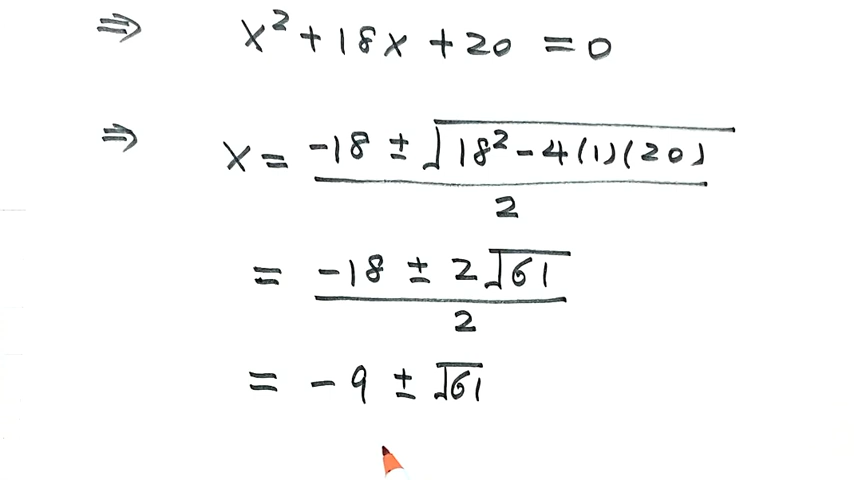 ⇒ x²+18x+20 = 0
⇒ x = (-18 ± √(18²-4(1)(20)))/2
= (-18 ± 2√61)/2
= -9 ± √61